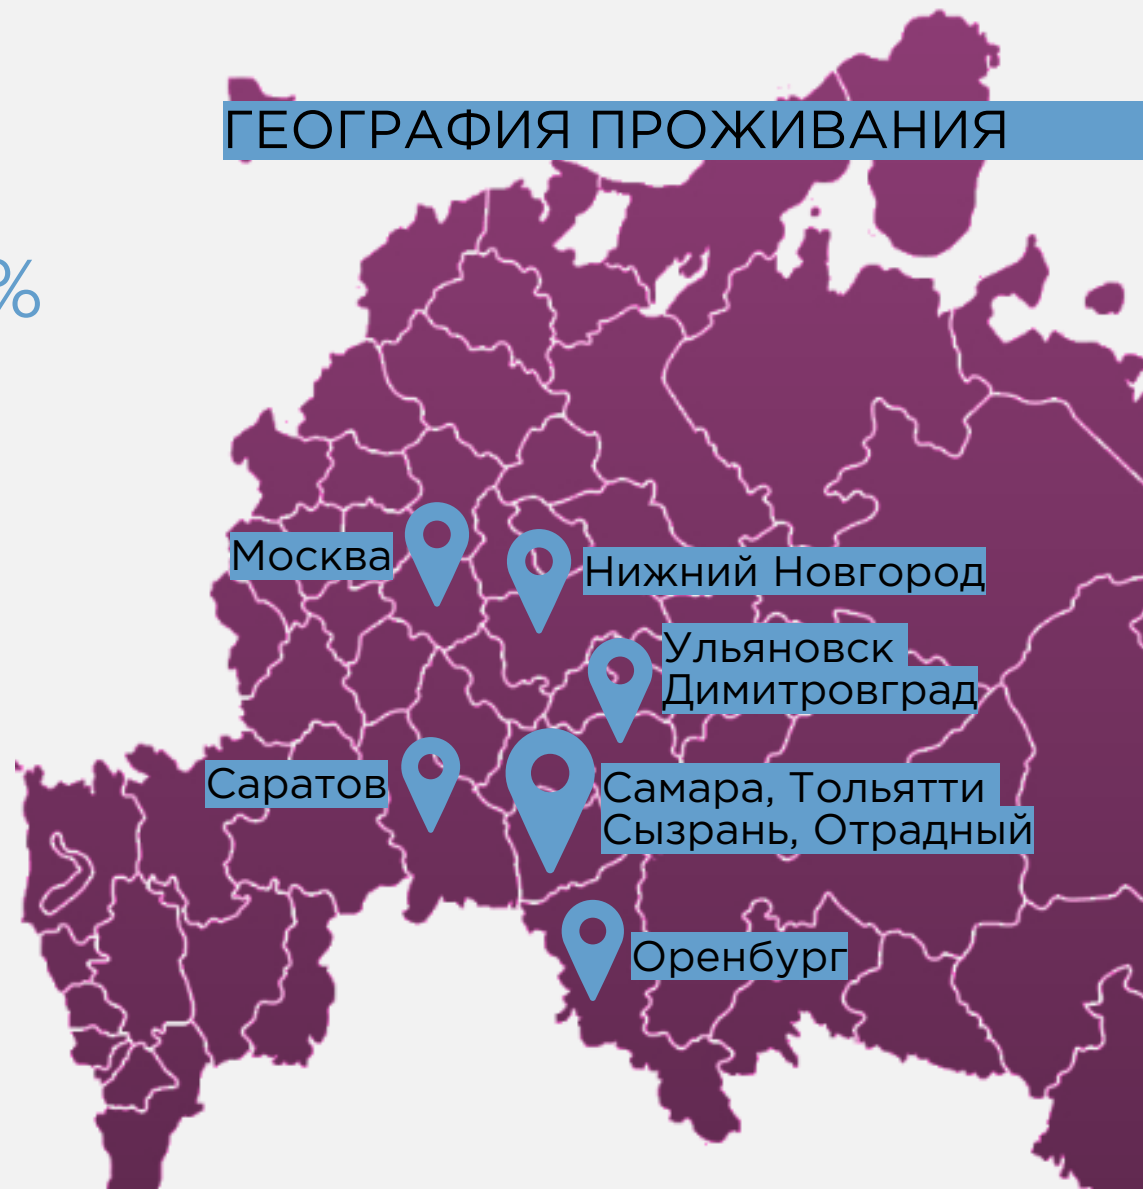 ГЕОГРАФИЯ ПРОЖИВАНИЯ
%
Москва
Нижний Новгород
Ульяновск
Димитровград
Саратов
Самара, Тольятти
Сызрань, Отрадный
Оренбург